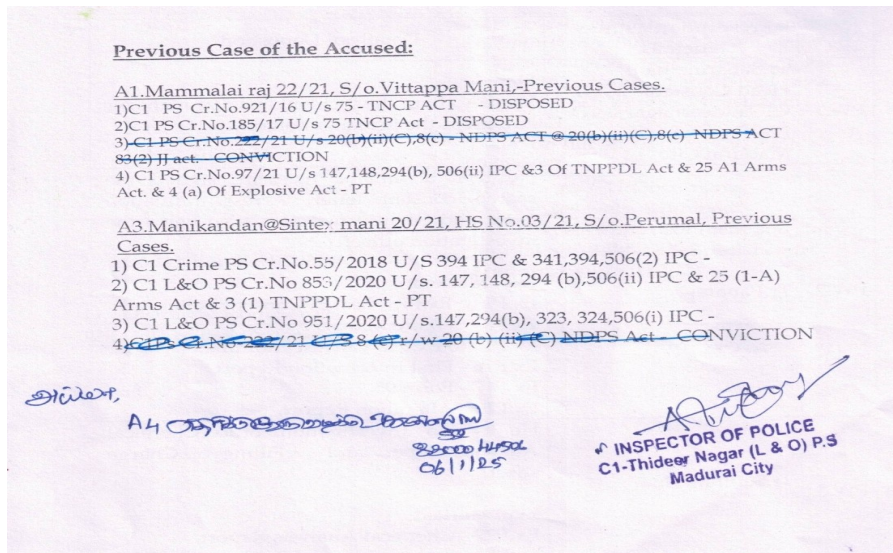 Previous Case of the Accused:
A1.Mammalai raj 22/21, S/o.Vittappa Mani,-Previous Cases.
1)C1 PS Cr.No.921/16 U/s 75 - TNCP ACT - DISPOSED
2)C1 PS Cr.No.185/17 U/s 75 TNCP Act - DISPOSED
3) C1 PS Cr.No.222/21 U/s 20(b)(ii)(C),8(c) - NDPS ACT @ 20(b)(ii)(C),8(c) NDPS ACT
83(2) JJ act. - CONVICTION
4) C1 PS Cr.No.97/21 U/s 147,148,294(b), 506(ii) IPC &3 Of TNPPDL Act & 25 A1 Arms
Act. & 4 (a) Of Explosive Act - PT
A3.Manikandan@Sintex mani 20/21, HS No.03/21, S/o.Perumal, Previous
Cases.
1) C1 Crime PS Cr.No.55/2018 U/S 394 IPC & 341,394,506(2) IPC -
2) C1 L&O PS Cr.No 853/2020 U/s. 147, 148, 294 (b),506(ii) IPC & 25 (1-A)
Arms Act & 3 (1) TNPPDL Act - PT
3) C1 L&O PS Cr.No 951/2020 U/s.147,294(b), 323, 324,506(i) IPC -
4)C1Ps Cr.No 222/21 U/S 8 (c) r/w 20 (b) (ii) (C) NDPS Act - CONVICTION
A4
06/1/25
INSPECTOR OF POLICE
C1-Thideer Nagar (L & O) P.S
Madurai City